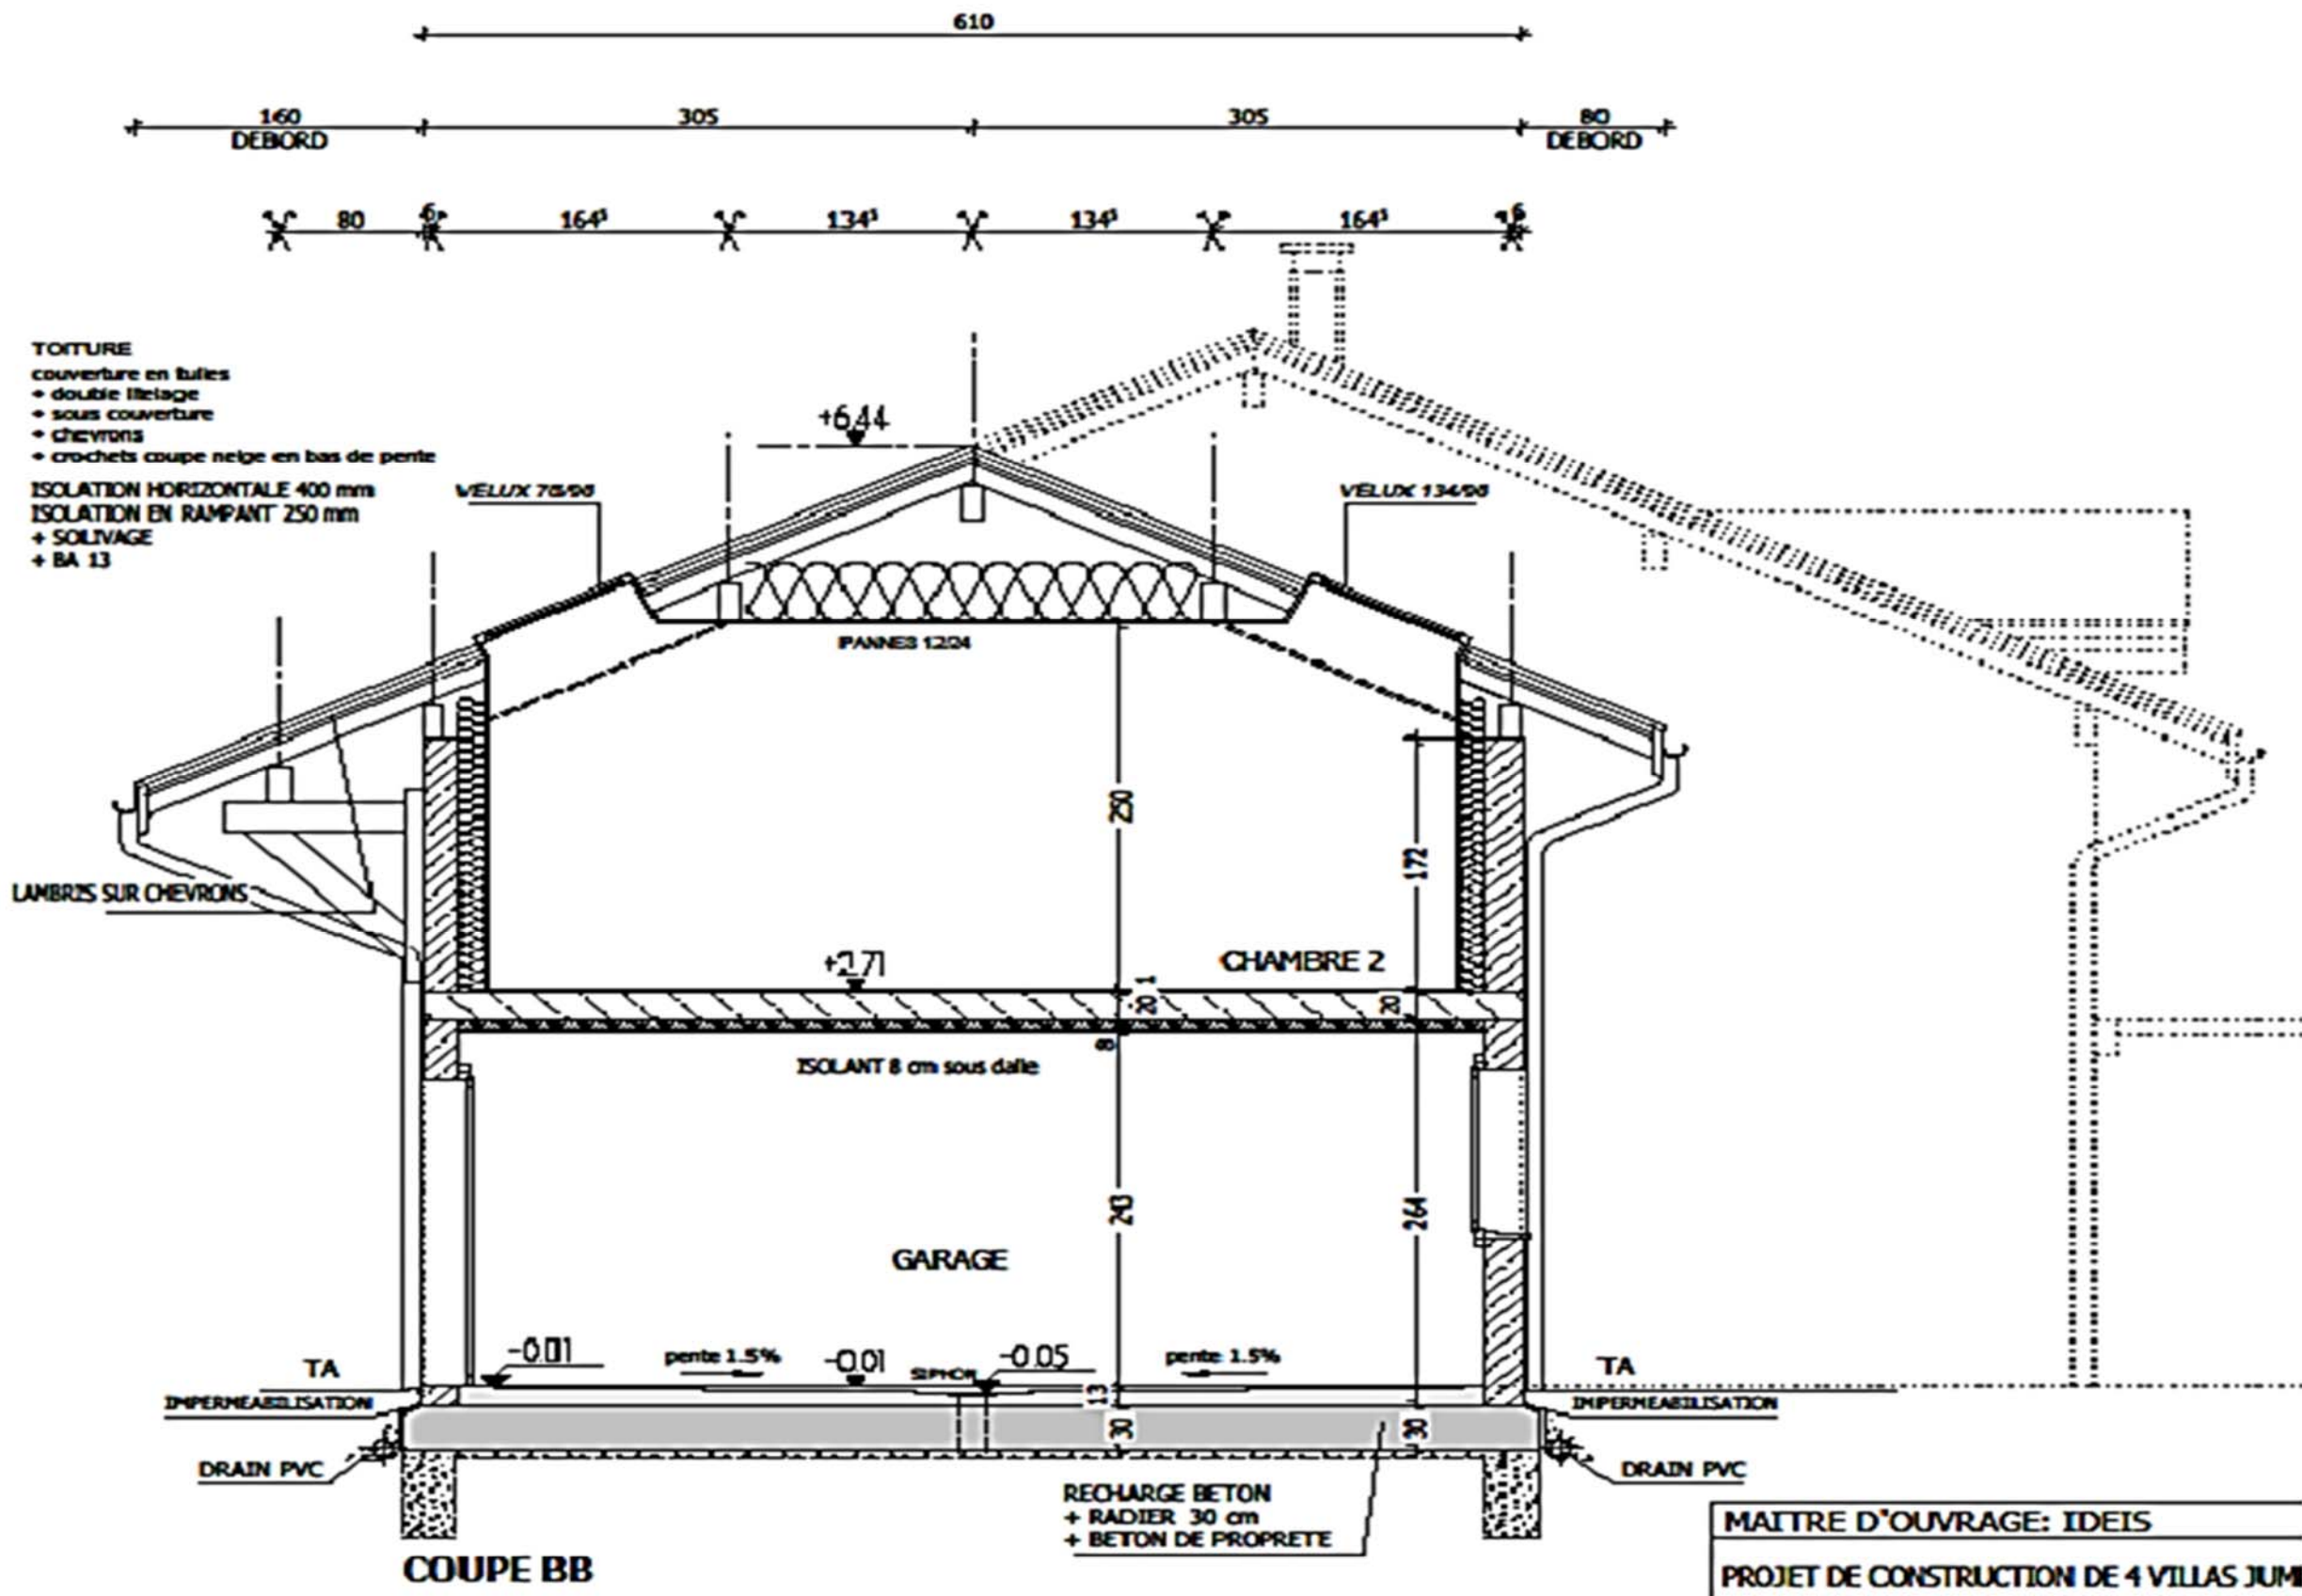 610
160
305
305
80
DEBORD
DEBORD
80
6
164⁵
134⁵
134⁵
164⁵
6
TOITURE
couverture en tuiles
+ double litelage
+ sous couverture
+ chevrons
+ crochets coupe neige en bas de pente
ISOLATION HORIZONTALE 400 mm
ISOLATION EN RAMPANT 250 mm
+ SOLIVAGE
+ BA 13
+6.44
VELUX 78/98
VELUX 134/98
PANNES 12/24
250
172
LAMBRIS SUR CHEVRONS
+2.71
CHAMBRE 2
1
20
20
8
ISOLANT 8 cm sous dalle
243
264
GARAGE
-0.01
pente 1.5%
-0.01
SIPHON
-0.05
pente 1.5%
TA
TA
IMPERMEABILISATION
IMPERMEABILISATION
13
30
30
DRAIN PVC
DRAIN PVC
RECHARGE BETON
+ RADIER 30 cm
+ BETON DE PROPRETE
COUPE BB
MAITRE D'OUVRAGE: IDEIS
PROJET DE CONSTRUCTION DE 4 VILLAS JUM